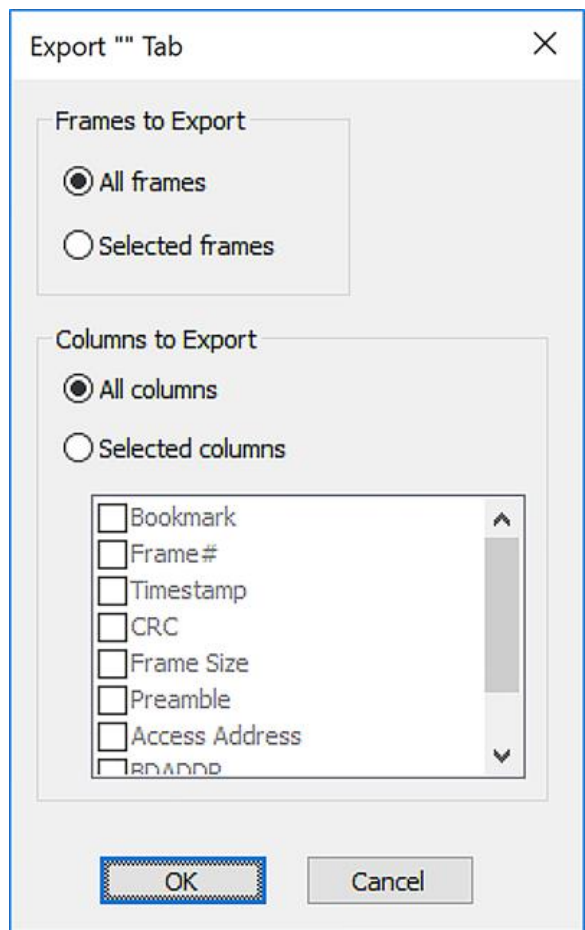 Export "" Tab
Frames to Export
All frames
Selected frames
Columns to Export
All columns
Selected columns
Bookmark
Frame#
Timestamp
CRC
Frame Size
Preamble
Access Address
BDADDR
OK
Cancel